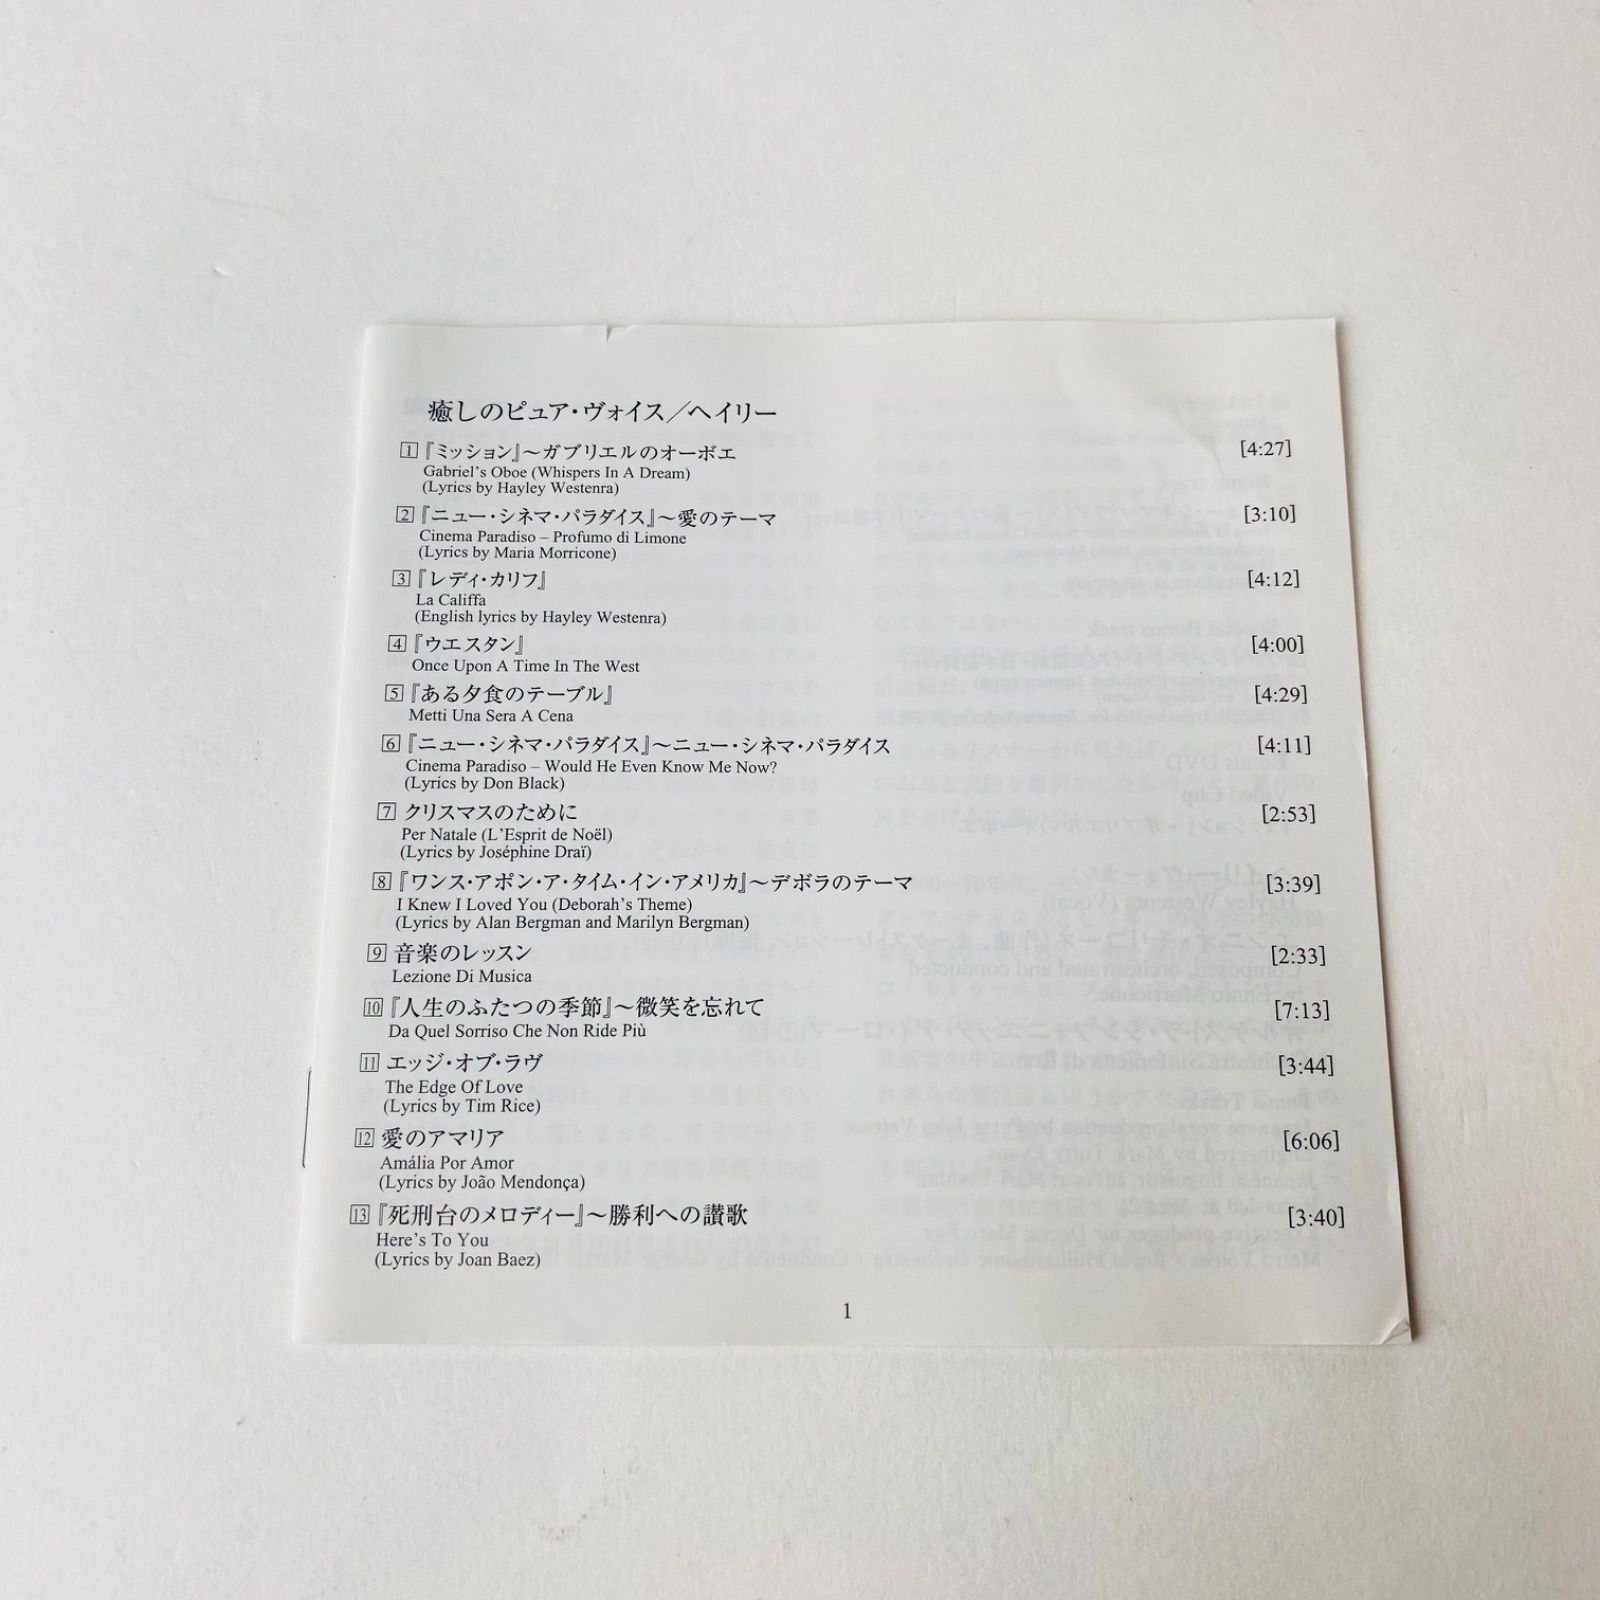 癒しのピュア・ヴォイス／ヘイリー
1 『ミッション』～ガブリエルのオーボエ [4:27]
Gabriel's Oboe (Whispers In A Dream)
(Lyrics by Hayley Westenra)
2 『ニュー・シネマ・パラダイス』～愛のテーマ [3:10]
Cinema Paradiso – Profumo di Limone
(Lyrics by Maria Morricone)
3 『レディ・カリフ』 [4:12]
La Califfa
(English lyrics by Hayley Westenra)
4 『ウエスタン』 [4:00]
Once Upon A Time In The West
5 『ある夕食のテーブル』 [4:29]
Metti Una Sera A Cena
6 『ニュー・シネマ・パラダイス』～ニュー・シネマ・パラダイス [4:11]
Cinema Paradiso – Would He Even Know Me Now?
(Lyrics by Don Black)
7 クリスマスのために [2:53]
Per Natale (L'Esprit de Noël)
(Lyrics by Joséphine Draï)
8 『ワンス・アポン・ア・タイム・イン・アメリカ』～デボラのテーマ [3:39]
I Knew I Loved You (Deborah's Theme)
(Lyrics by Alan Bergman and Marilyn Bergman)
9 音楽のレッスン [2:33]
Lezione Di Musica
10 『人生のふたつの季節』～微笑を忘れて [7:13]
Da Quel Sorriso Che Non Ride Più
11 エッジ・オブ・ラヴ [3:44]
The Edge Of Love
(Lyrics by Tim Rice)
12 愛のアマリア [6:06]
Amália Por Amor
(Lyrics by João Mendonça)
13 『死刑台のメロディー』～勝利への讃歌 [3:40]
Here's To You
(Lyrics by Joan Baez)
1